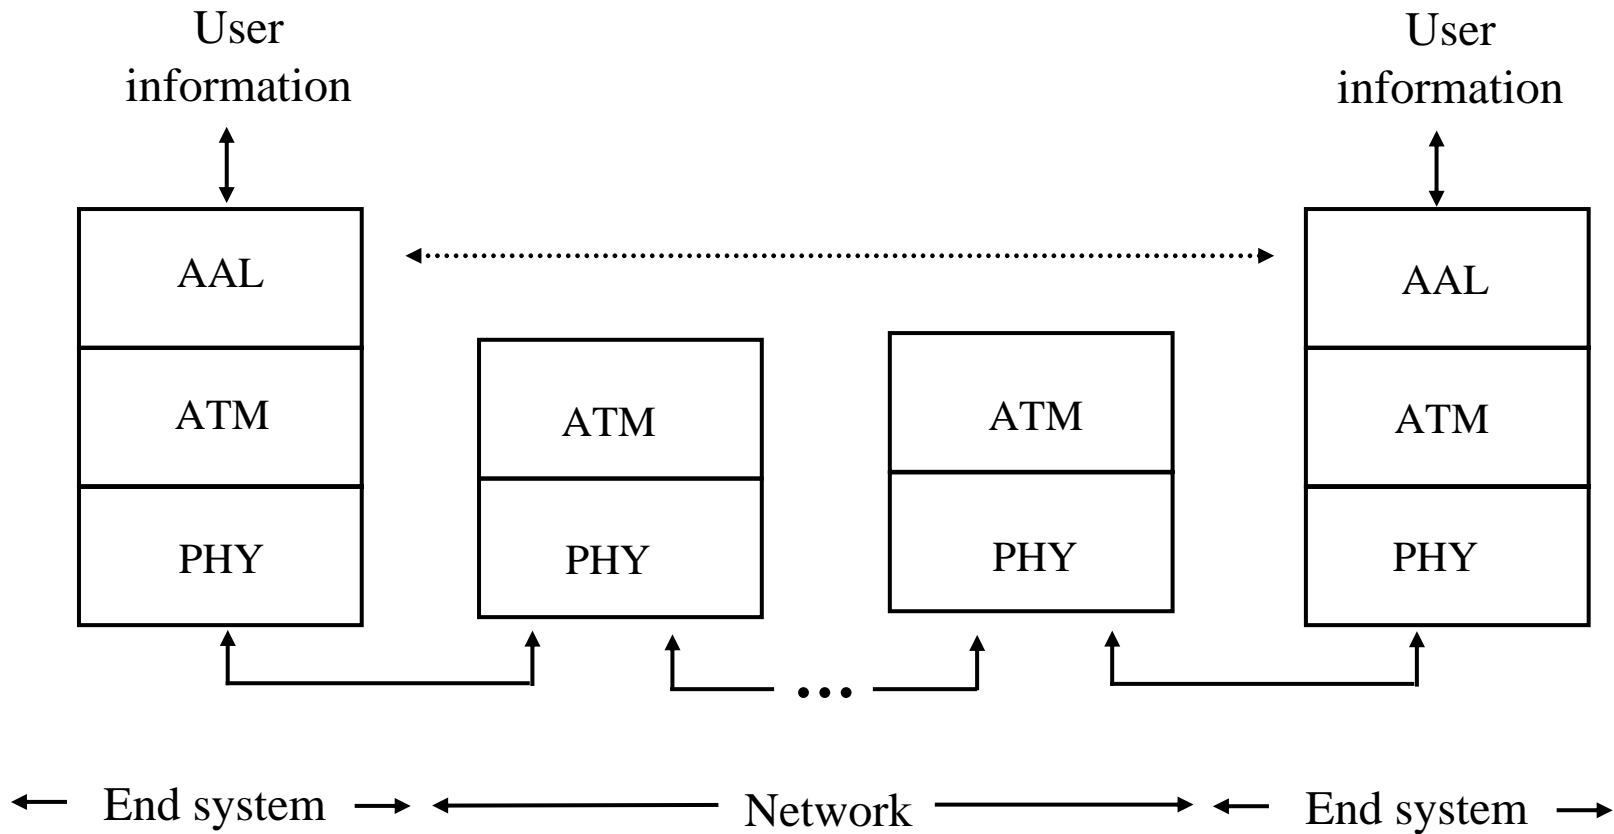 User
information
User
information
AAL
AAL
ATM
ATM
ATM
ATM
PHY
PHY
PHY
PHY
...
End system
Network
End system